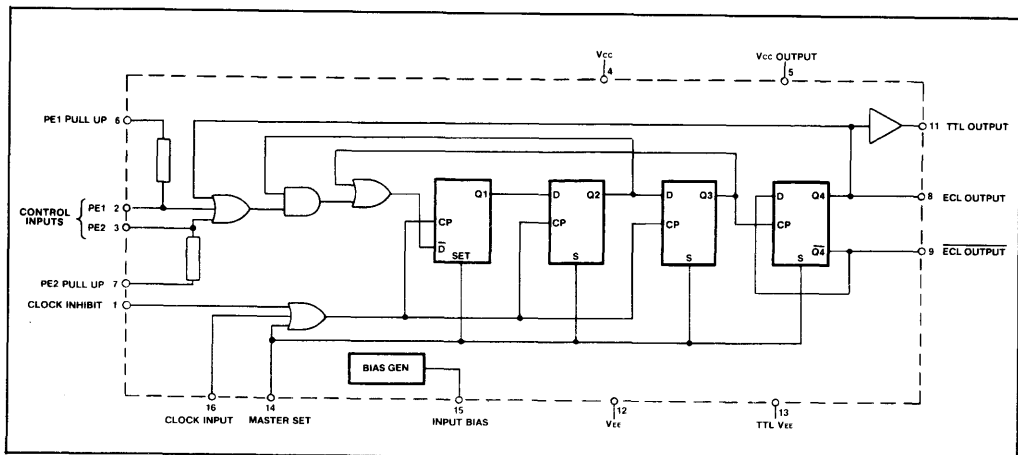 VCC
4
VCC OUTPUT
5
PE1 PULL UP 6
11 TTL OUTPUT
CONTROL INPUTS
PE1 2
PE2 3
D Q4
CP
S Q4
8 ECL OUTPUT
9 ECL OUTPUT
Q1
CP
D
SET
D Q2
CP
S
D Q3
CP
S
PE2 PULL UP 7
CLOCK INHIBIT 1
BIAS GEN
16
CLOCK INPUT
14
MASTER SET
15
INPUT BIAS
12
VEE
13
TTL VEE